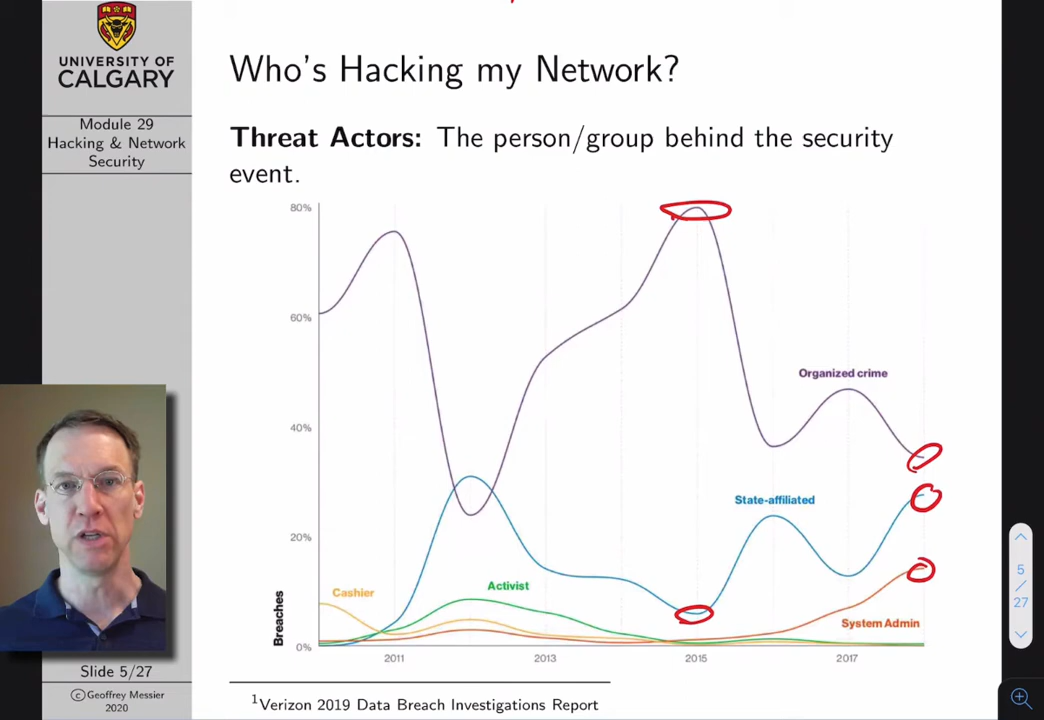 UNIVERSITY OF
CALGARY
Module 29
Hacking & Network
Security
Who's Hacking my Network?
Threat Actors: The person/group behind the security
event.
80%
60%
40%
20%
0%
Breaches
Organized crime
State-affiliated
Cashier
Activist
System Admin
2011
2013
2015
2017
1Verizon 2019 Data Breach Investigations Report
Slide 5/27
©Geoffrey Messier
2020
5
/
27